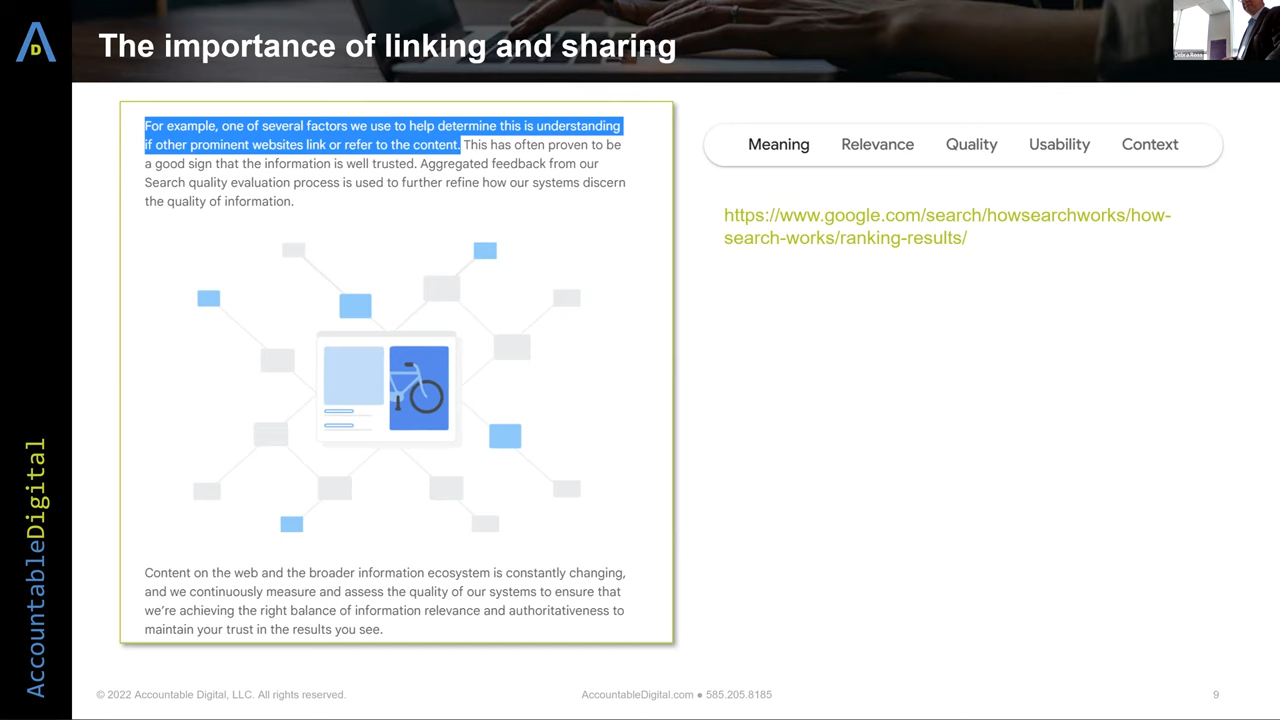 D
The importance of linking and sharing
For example, one of several factors we use to help determine this is understanding
if other prominent websites link or refer to the content. This has often proven to be
a good sign that the information is well trusted. Aggregated feedback from our
Search quality evaluation process is used to further refine how our systems discern
the quality of information.
Meaning Relevance Quality Usability Context
https://www.google.com/search/howsearchworks/how-
search-works/ranking-results/
Content on the web and the broader information ecosystem is constantly changing,
and we continuously measure and assess the quality of our systems to ensure that
we’re achieving the right balance of information relevance and authoritativeness to
maintain your trust in the results you see.
AccountableDigital
© 2022 Accountable Digital, LLC. All rights reserved.
AccountableDigital.com ● 585.205.8185
9